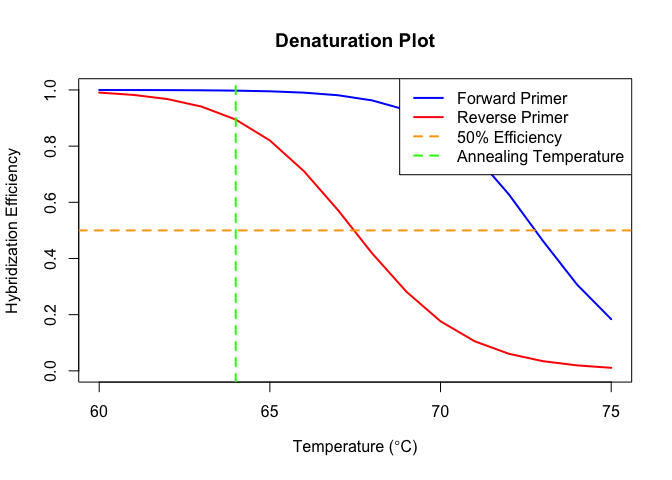 Denaturation Plot
Hybridization Efficiency
1.0
0.8
0.6
0.4
0.2
0.0
Forward Primer
Reverse Primer
50% Efficiency
Annealing Temperature
60
65
70
75
Temperature (°C)